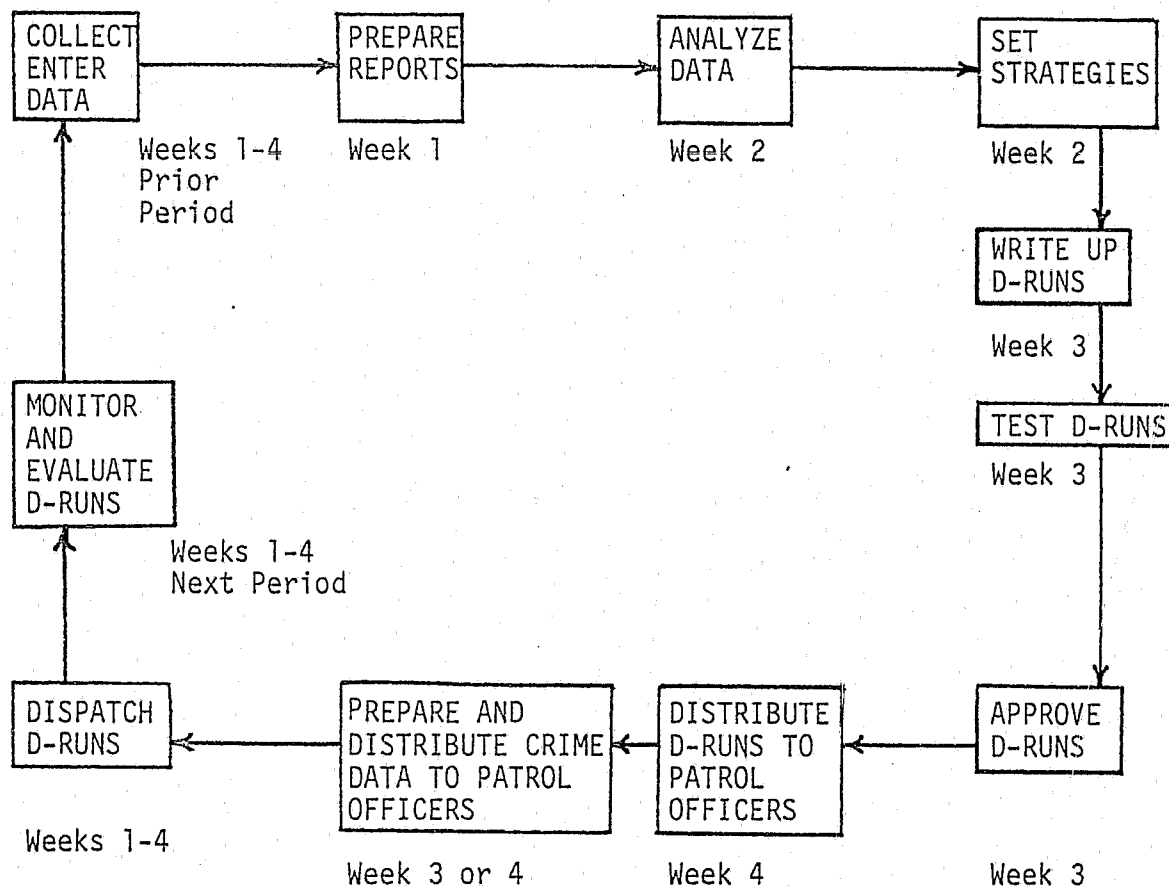 COLLECT
ENTER
DATA
Weeks 1-4
Prior
Period
PREPARE
REPORTS
Week 1
ANALYZE
DATA
Week 2
SET
STRATEGIES
Week 2
WRITE UP
D-RUNS
Week 3
TEST D-RUNS
Week 3
APPROVE
D-RUNS
Week 3
DISTRIBUTE
D-RUNS TO
PATROL
OFFICERS
Week 4
PREPARE AND
DISTRIBUTE CRIME
DATA TO PATROL
OFFICERS
Week 3 or 4
DISPATCH
D-RUNS
Weeks 1-4
MONITOR
AND
EVALUATE
D-RUNS
Weeks 1-4
Next Period